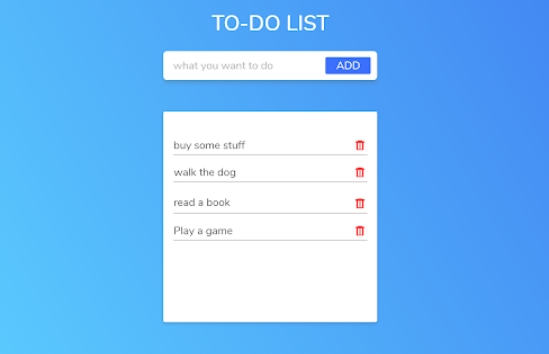 TO-DO LIST
what you want to do ADD
buy some stuff
walk the dog
read a book
Play a game